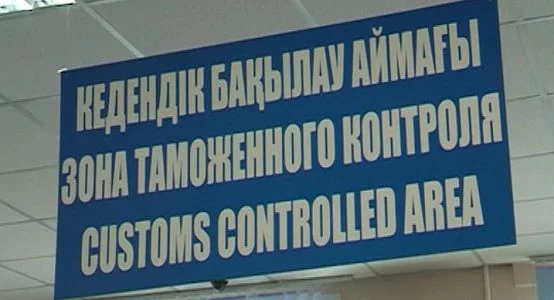 КЕДЕНДІК БАҚЫЛАУ АЙМАҒЫ
ЗОНА ТАМОЖЕННОГО КОНТРОЛЯ
CUSTOMS CONTROLLED AREA